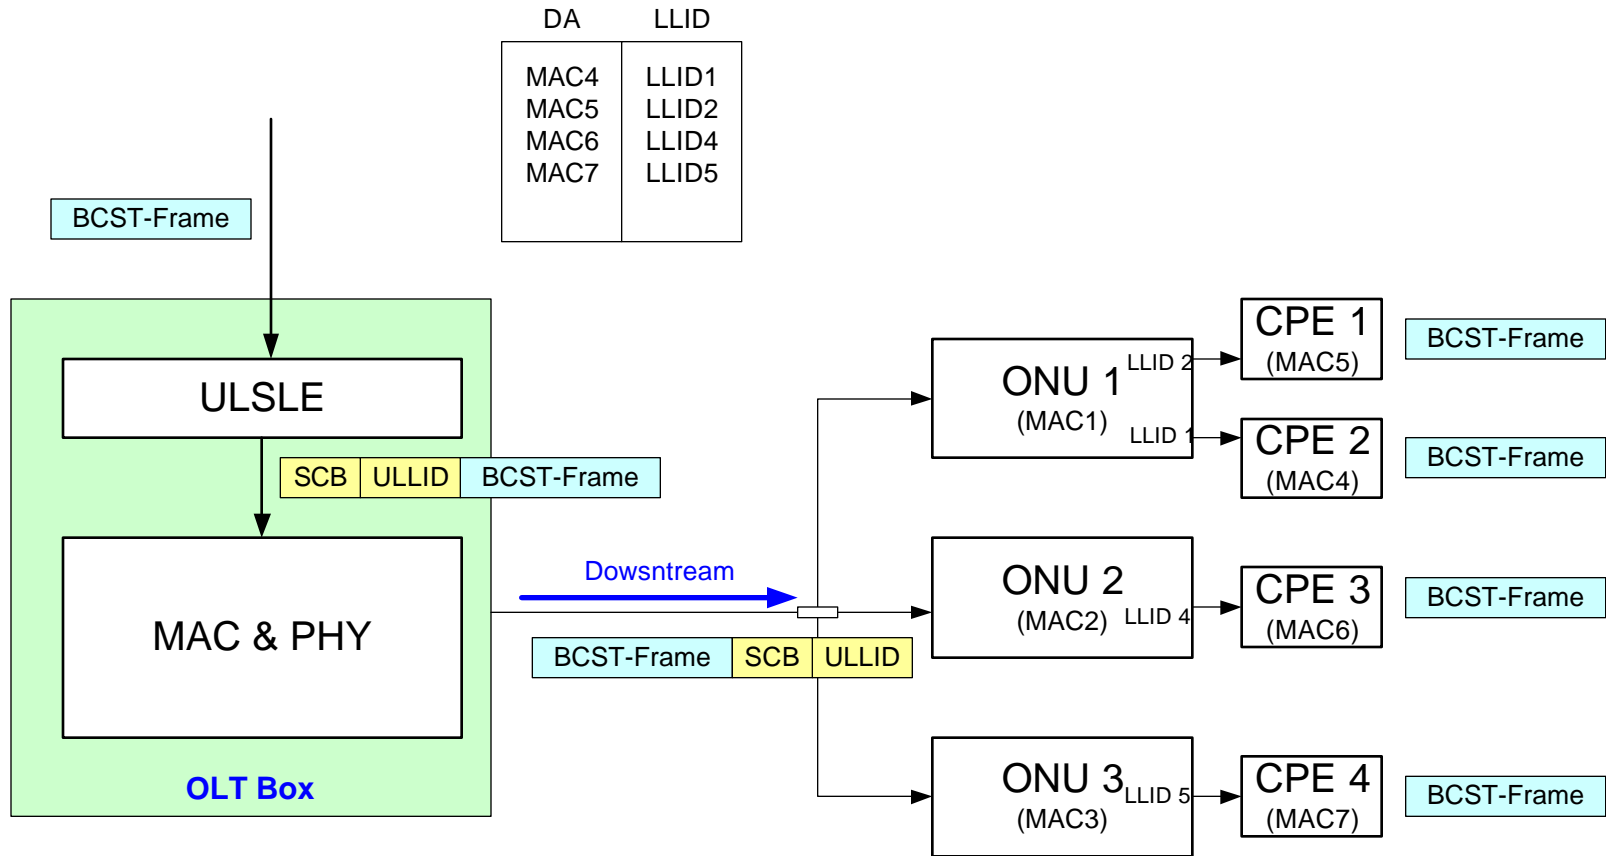 DA LLID
MAC4 LLID1
MAC5 LLID2
MAC6 LLID4
MAC7 LLID5
BCST-Frame
ULSLE
SCB ULLID BCST-Frame
MAC & PHY
OLT Box
Dowsntream
BCST-Frame SCB ULLID
ONU 1
(MAC1)
LLID 2
LLID 1
CPE 1
(MAC5)
BCST-Frame
CPE 2
(MAC4)
BCST-Frame
ONU 2
(MAC2)
LLID 4
CPE 3
(MAC6)
BCST-Frame
ONU 3
(MAC3)
LLID 5
CPE 4
(MAC7)
BCST-Frame